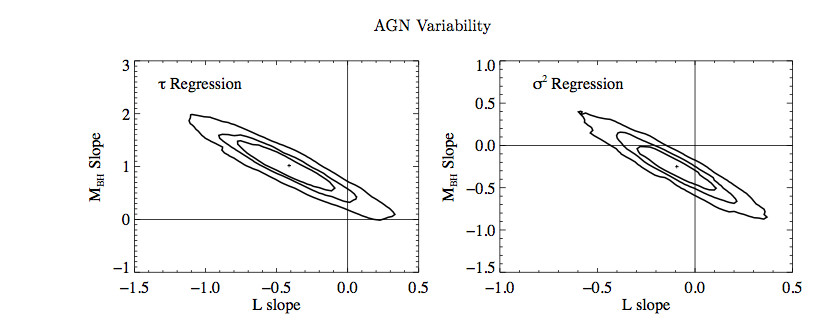 AGN Variability
τ Regression
3
2
1
0
−1
M_BH Slope
−1.5 −1.0 −0.5 0.0 0.5
L slope
σ² Regression
1.0
0.5
0.0
−0.5
−1.0
−1.5
M_BH Slope
−1.0 −0.5 0.0 0.5
L slope